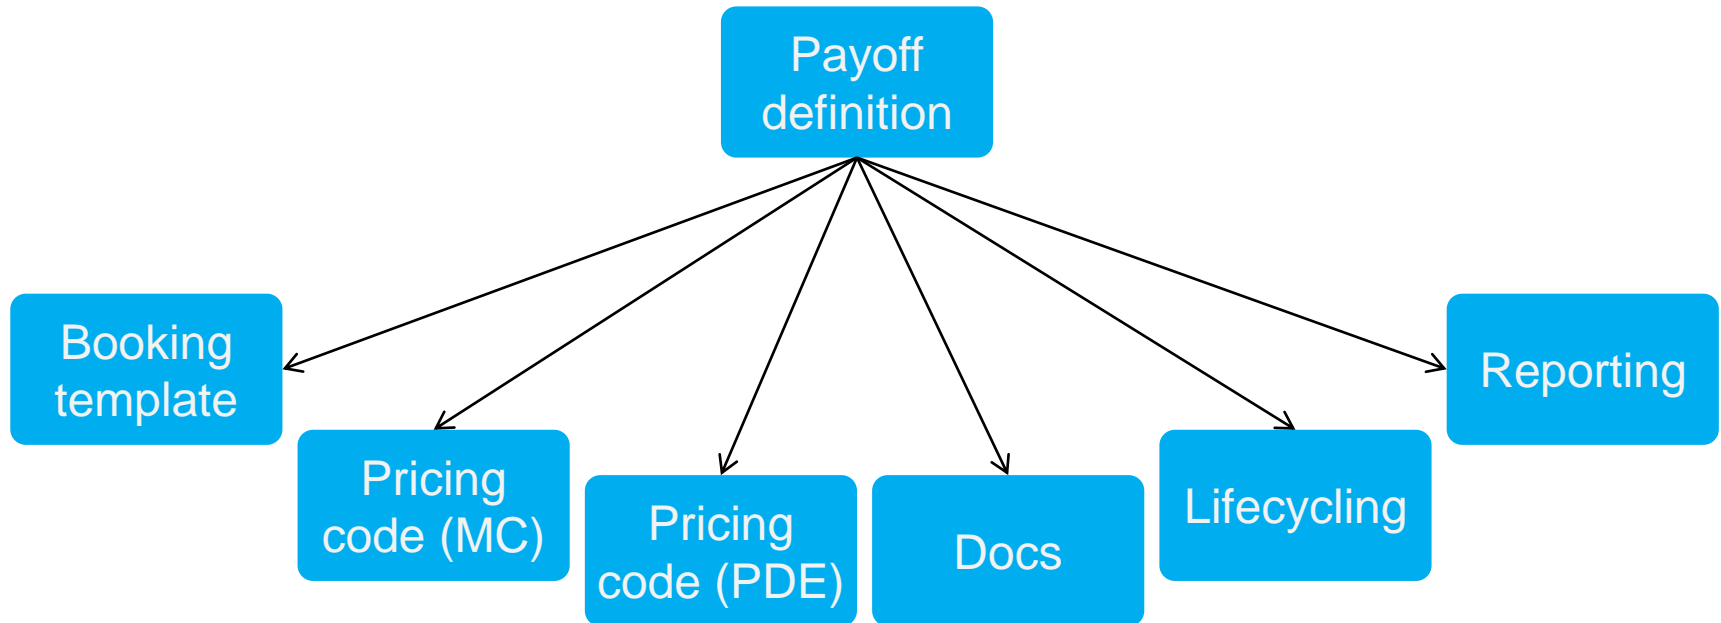 Payoff
definition
Booking
template
Pricing
code (MC)
Pricing
code (PDE)
Docs
Lifecycling
Reporting